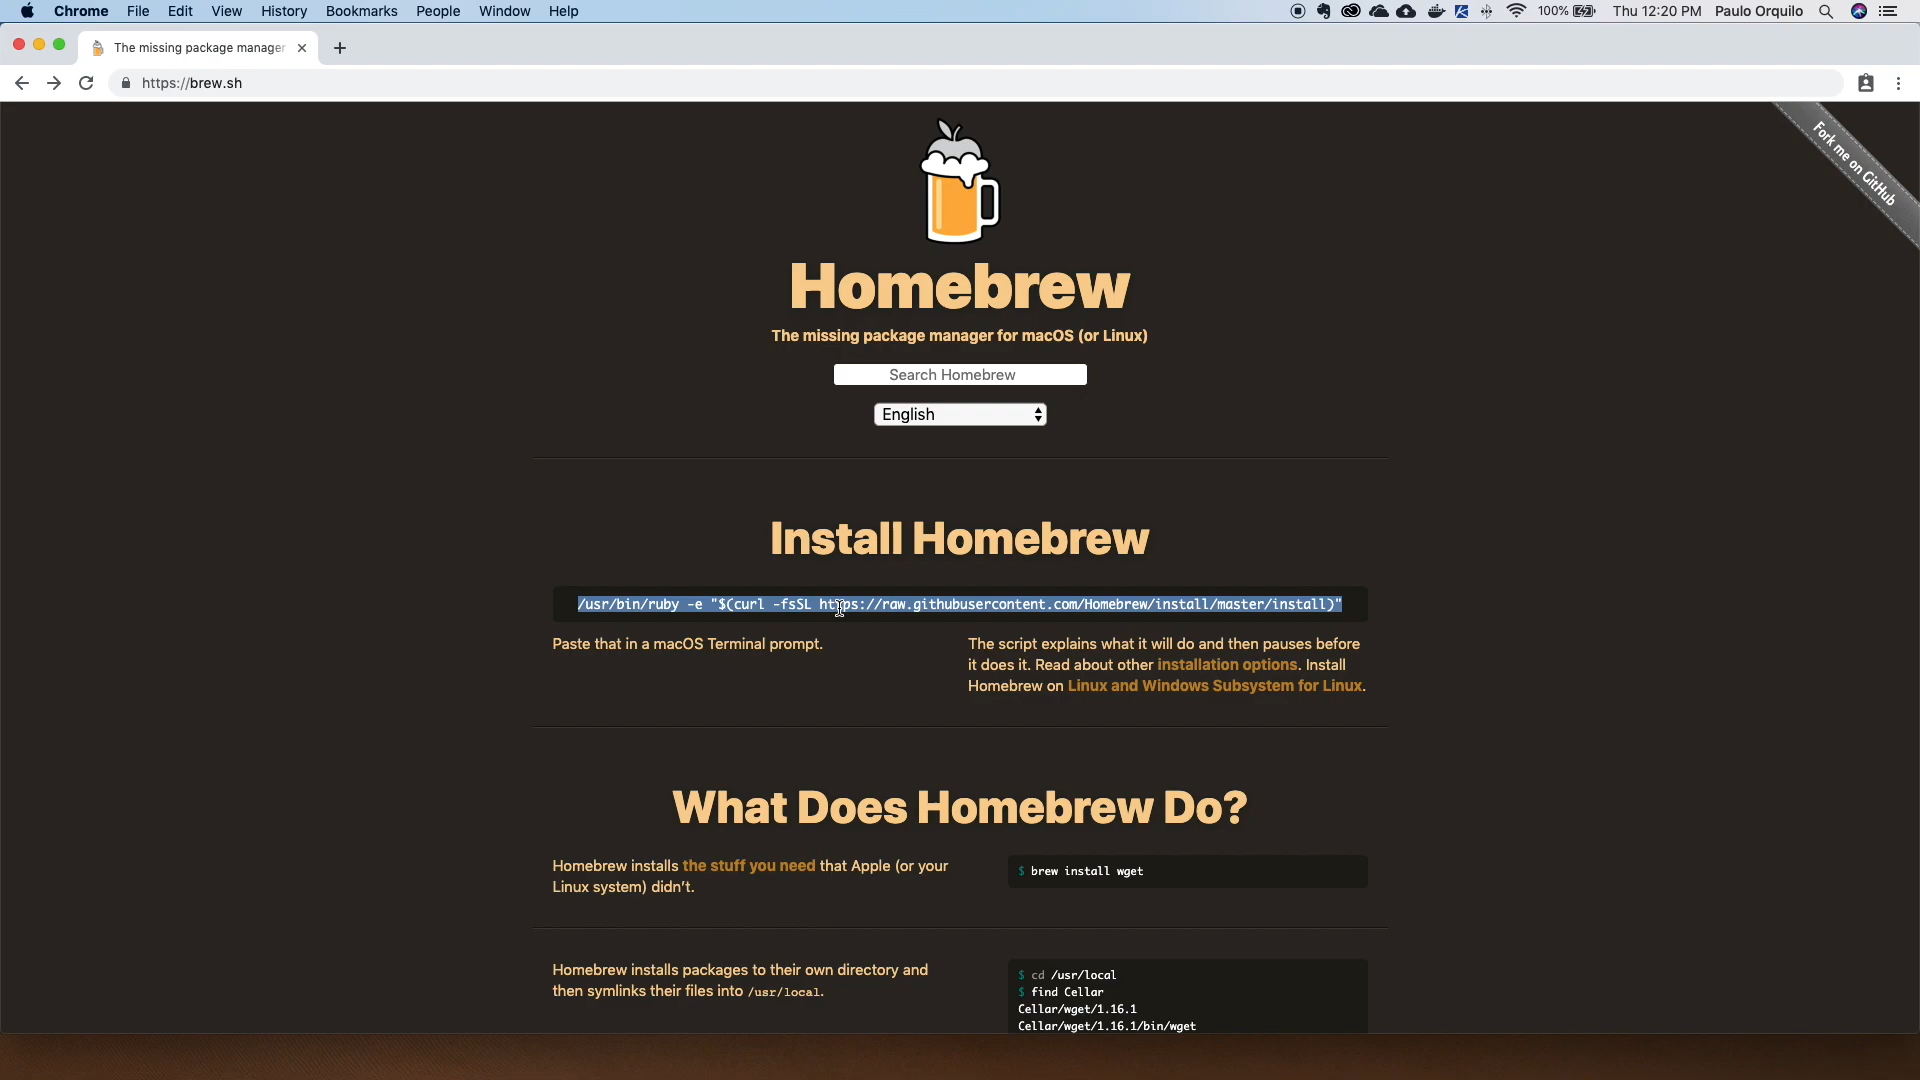 Chrome File Edit View History Bookmarks People Window Help 100% Thu 12:20 PM Paulo Orquilo
The missing package manager
https://brew.sh
Fork me on GitHub
Homebrew
The missing package manager for macOS (or Linux)
Search Homebrew
English
Install Homebrew
/usr/bin/ruby -e "$(curl -fsSL https://raw.githubusercontent.com/Homebrew/install/master/install)"
Paste that in a macOS Terminal prompt.
The script explains what it will do and then pauses before
it does it. Read about other installation options. Install
Homebrew on Linux and Windows Subsystem for Linux.
What Does Homebrew Do?
Homebrew installs the stuff you need that Apple (or your
Linux system) didn’t.
$ brew install wget
Homebrew installs packages to their own directory and
then symlinks their files into /usr/local.
$ cd /usr/local
$ find Cellar
Cellar/wget/1.16.1
Cellar/wget/1.16.1/bin/wget